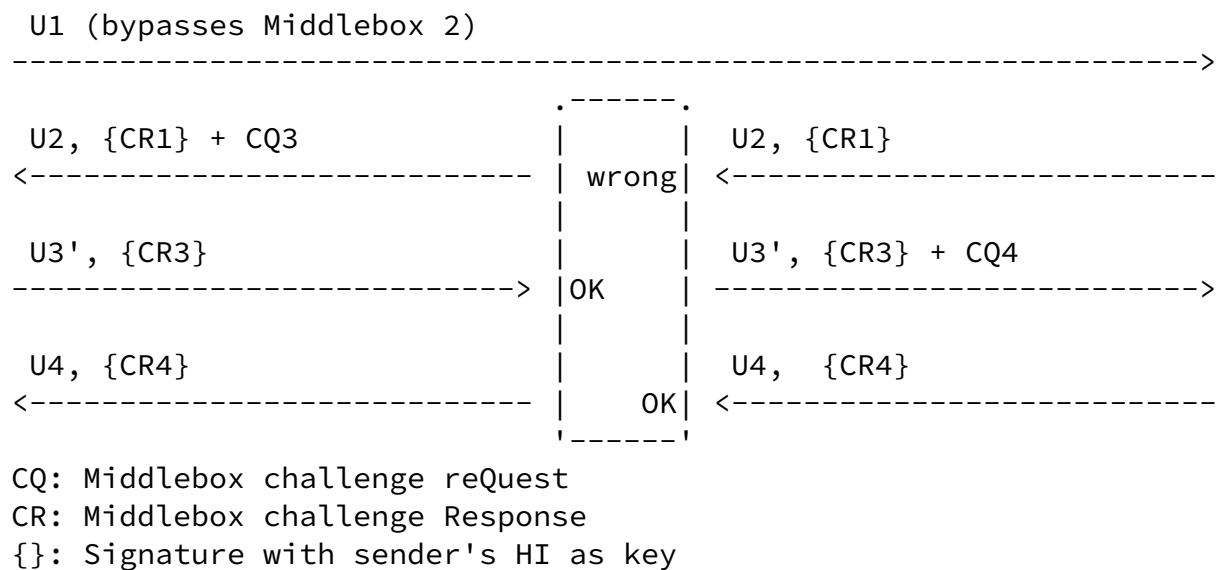 U1 (bypasses Middlebox 2)
U2, {CR1} + CQ3 U2, {CR1}
wrong
U3', {CR3} U3', {CR3} + CQ4
OK
U4, {CR4} U4, {CR4}
OK
CQ: Middlebox challenge reQuest
CR: Middlebox challenge Response
{}: Signature with sender's HI as key